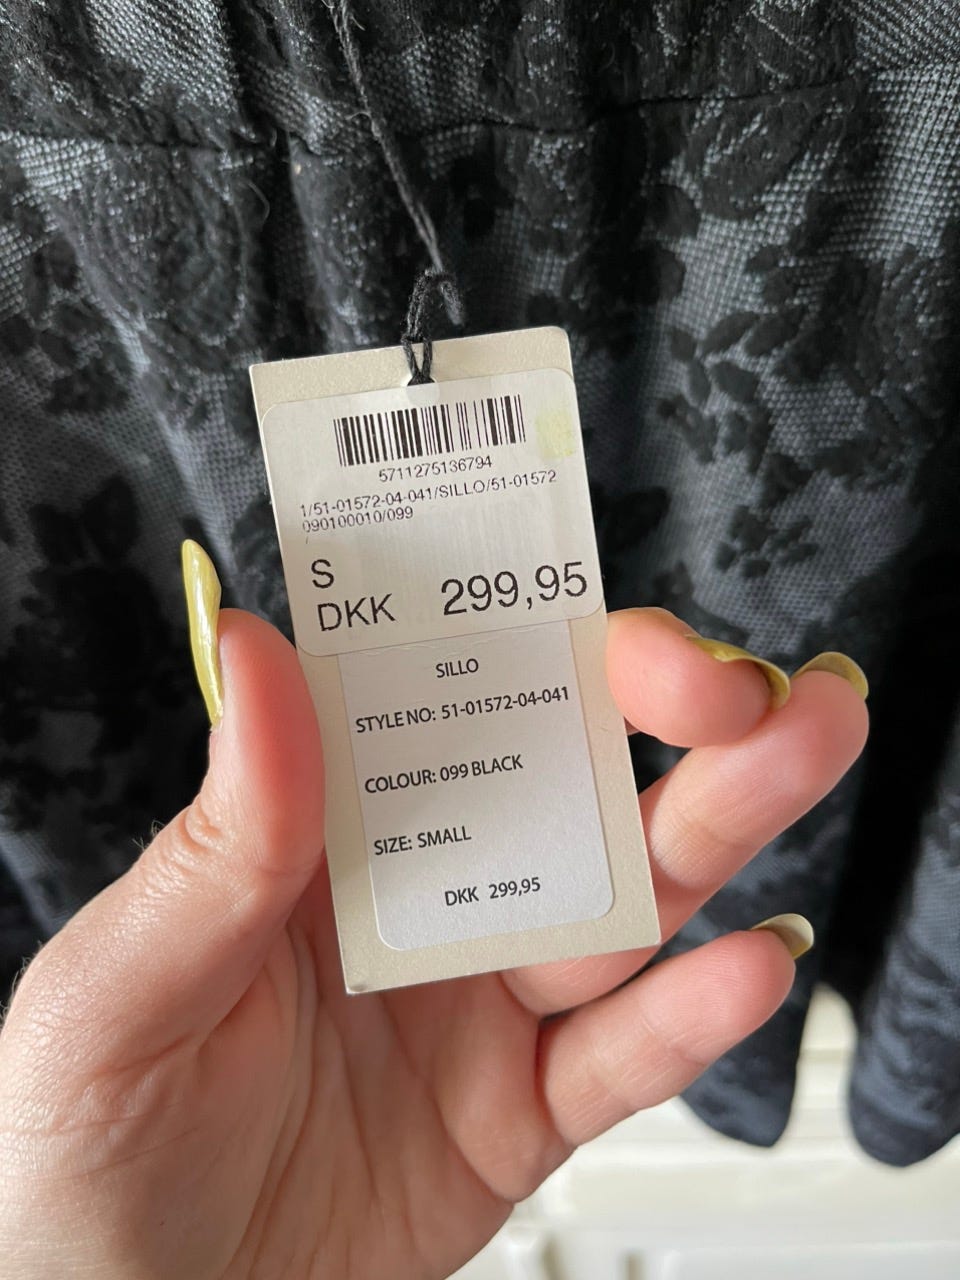 5711275136794
1/51-01572-04-041/SILLO/51-01572
090100010/099
/
S
DKK 299,95
SILLO
STYLE NO: 51-01572-04-041
COLOUR: 099 BLACK
SIZE: SMALL
DKK 299,95